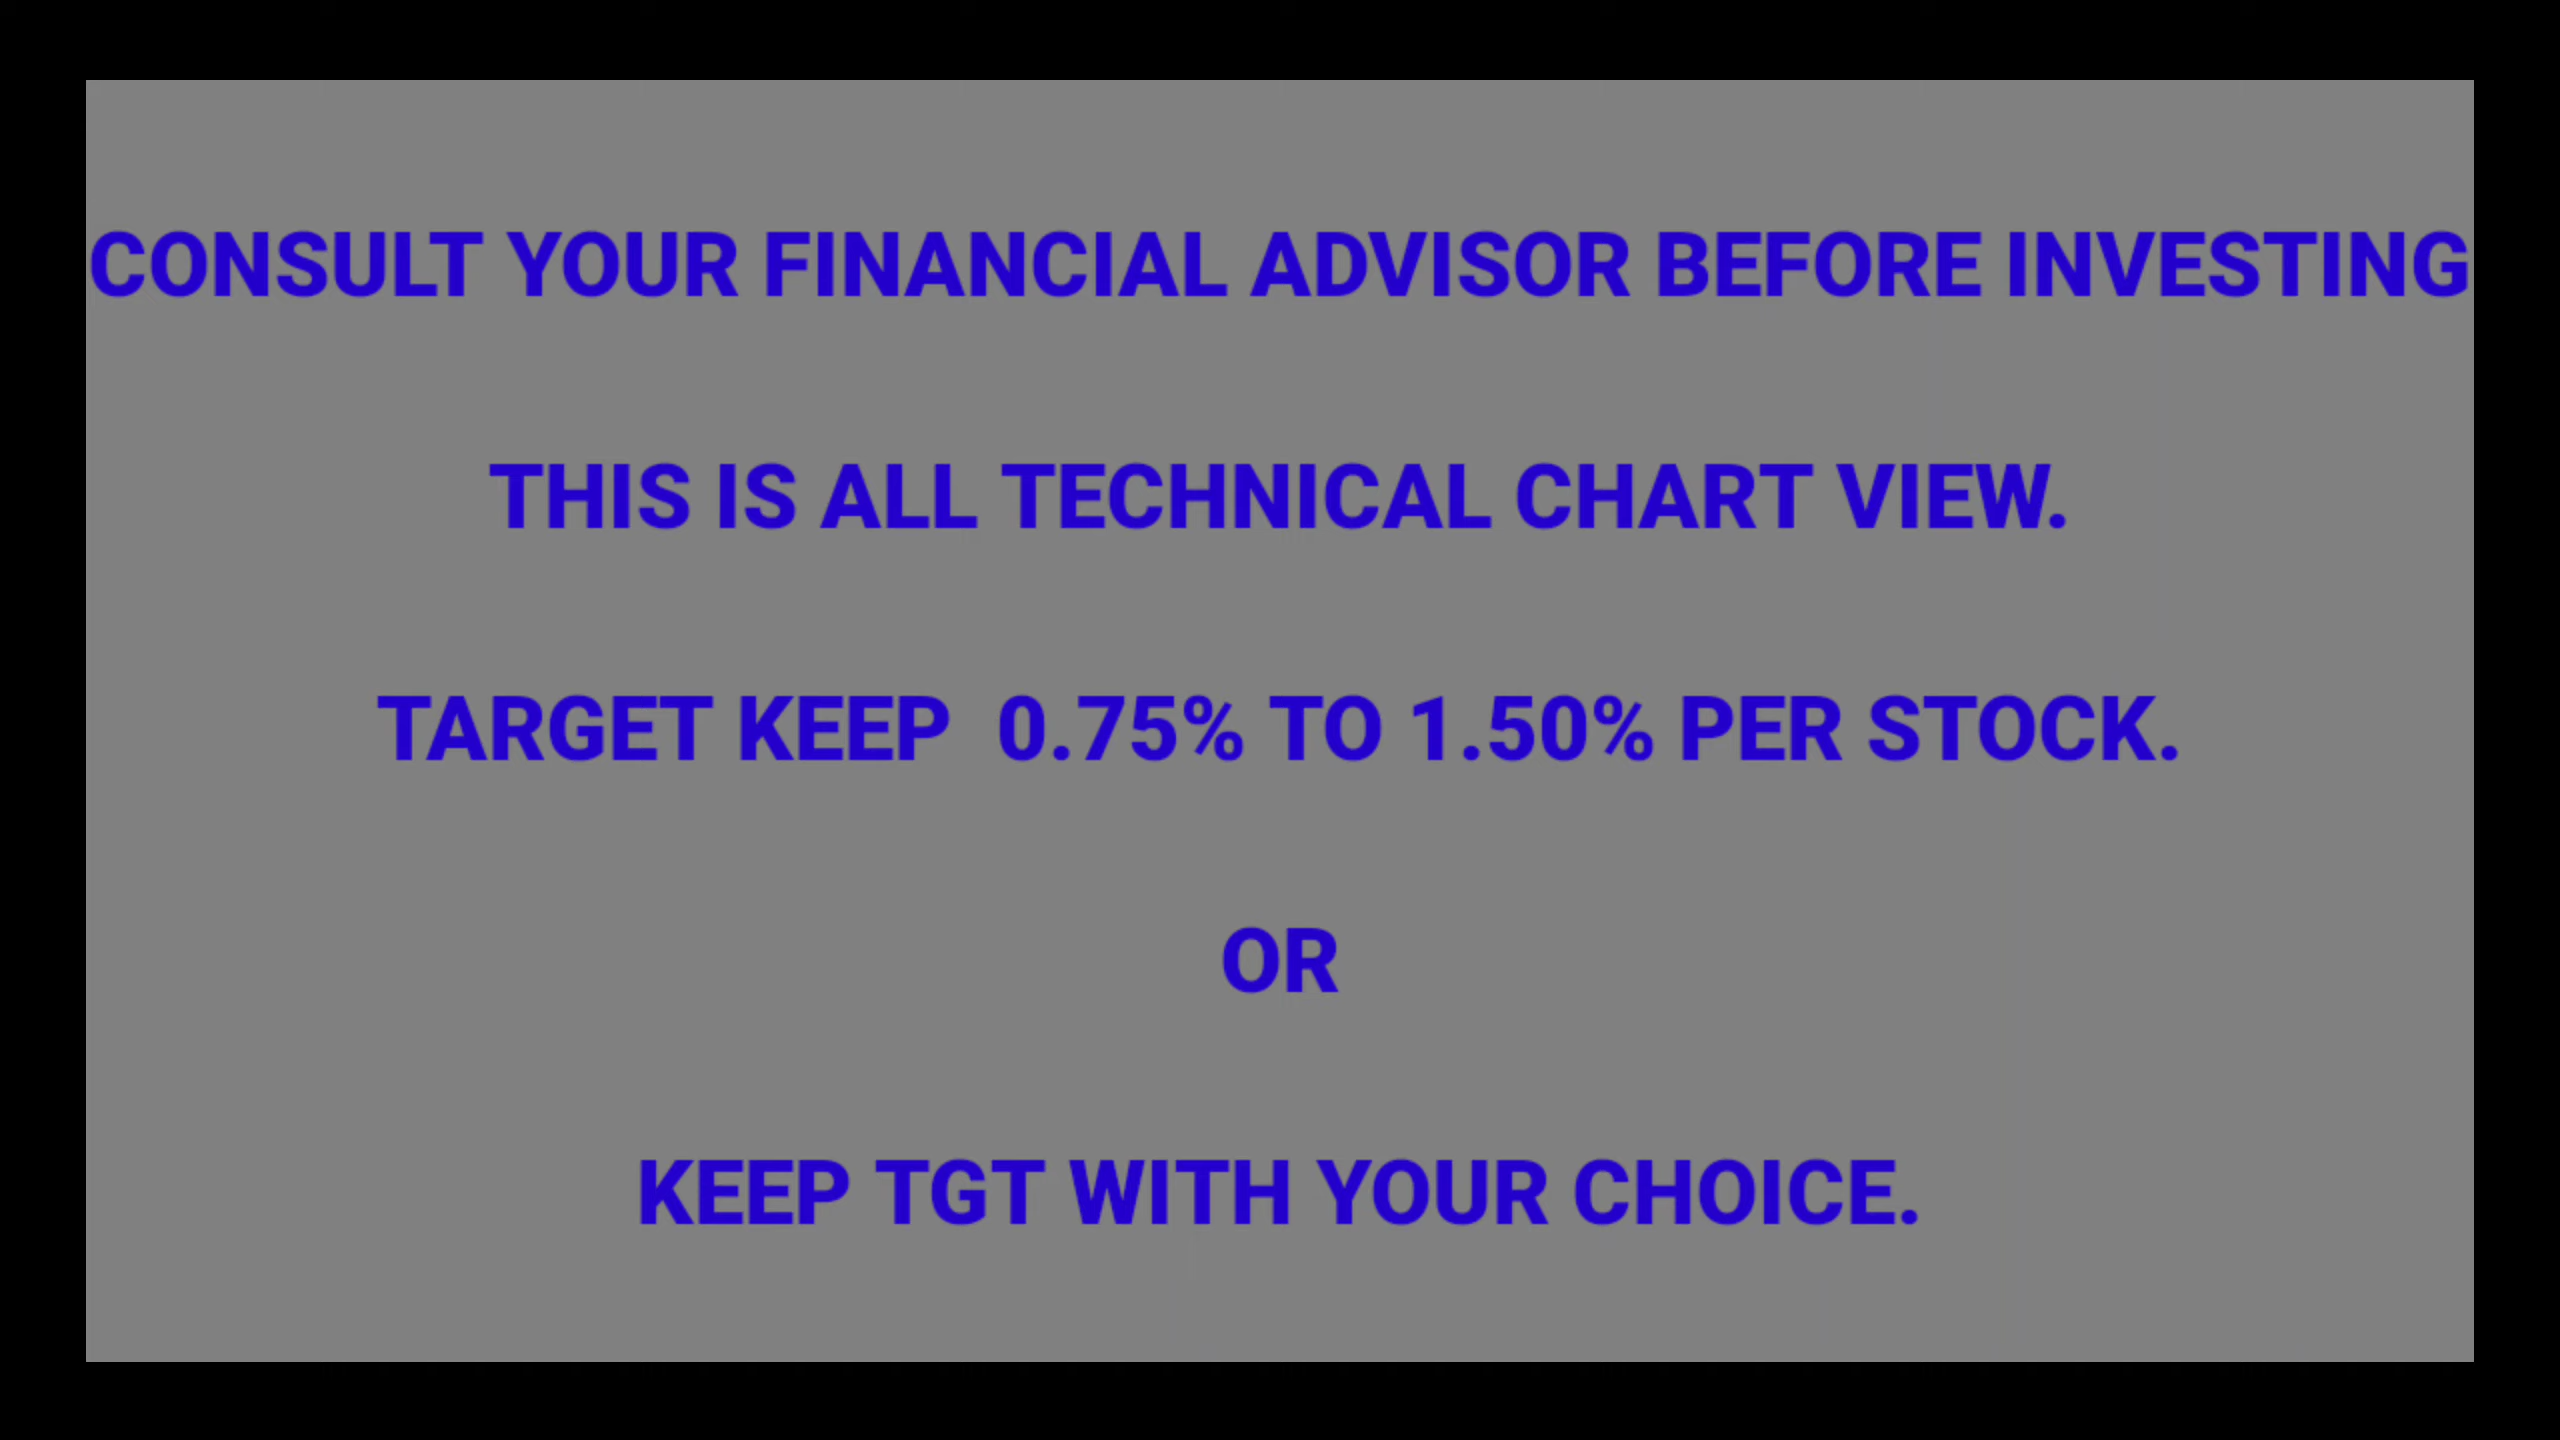 CONSULT YOUR FINANCIAL ADVISOR BEFORE INVESTING
THIS IS ALL TECHNICAL CHART VIEW.
TARGET KEEP  0.75% TO 1.50% PER STOCK.
OR
KEEP TGT WITH YOUR CHOICE.